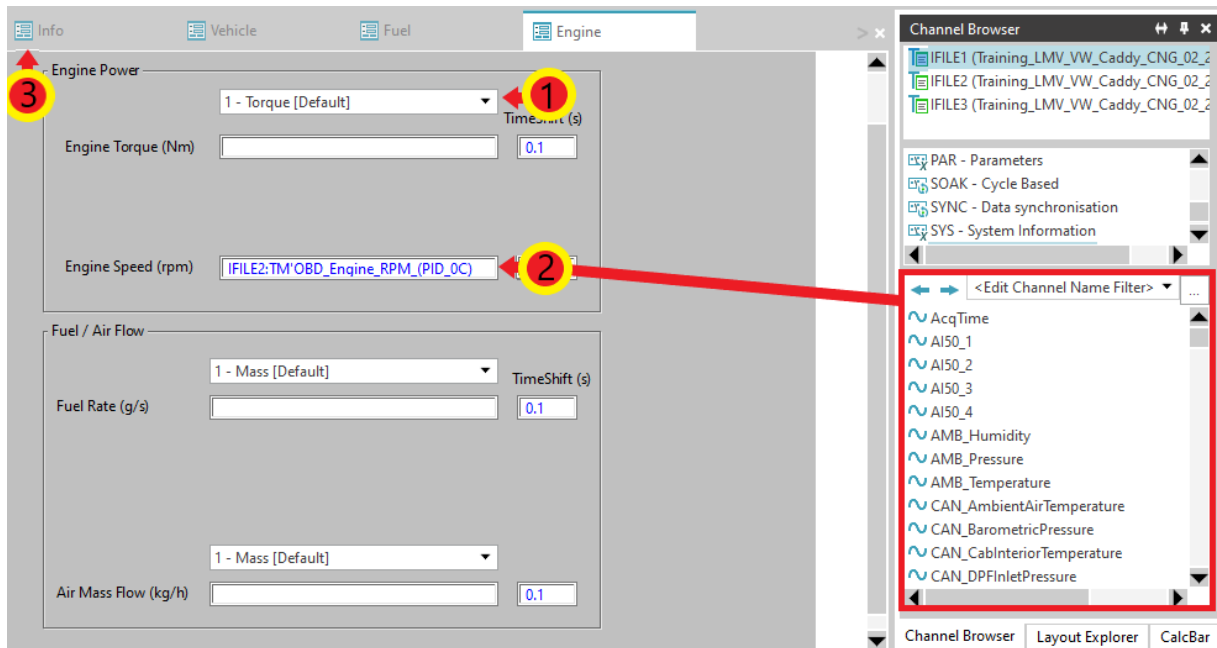 Info
Vehicle
Fuel
Engine
3
Engine Power
1 - Torque [Default]
1
TimeShift (s)
Engine Torque (Nm)
0.1
Engine Speed (rpm)
IFILE2:TM'OBD_Engine_RPM_(PID_0C)
2
Fuel / Air Flow
1 - Mass [Default]
TimeShift (s)
Fuel Rate (g/s)
0.1
1 - Mass [Default]
Air Mass Flow (kg/h)
0.1
Channel Browser
IFILE1 (Training_LMV_VW_Caddy_CNG_02_2
IFILE2 (Training_LMV_VW_Caddy_CNG_02_2
IFILE3 (Training_LMV_VW_Caddy_CNG_02_2
PAR - Parameters
SOAK - Cycle Based
SYNC - Data synchronisation
SYS - System Information
<Edit Channel Name Filter>
...
AcqTime
AI50_1
AI50_2
AI50_3
AI50_4
AMB_Humidity
AMB_Pressure
AMB_Temperature
CAN_AmbientAirTemperature
CAN_BarometricPressure
CAN_CabInteriorTemperature
CAN_DPFInletPressure
Channel Browser
Layout Explorer
CalcBar